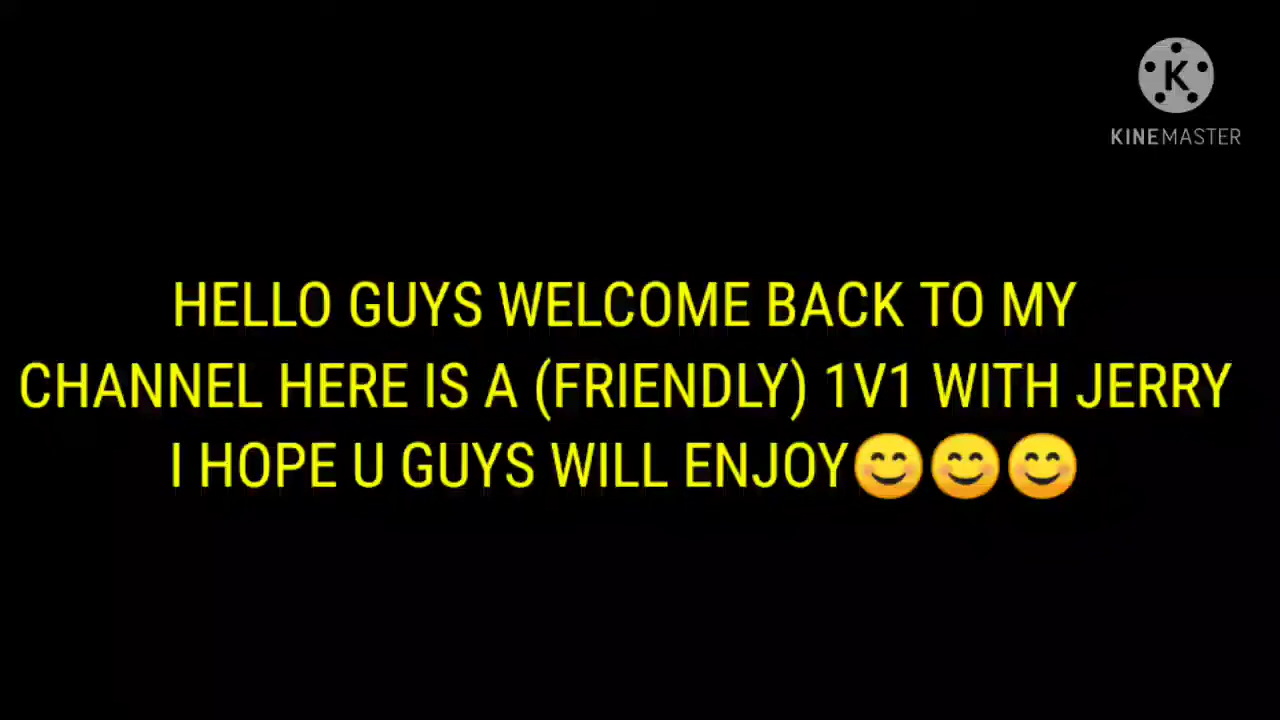 K
KINEMASTER
HELLO GUYS WELCOME BACK TO MY
CHANNEL HERE IS A (FRIENDLY) 1V1 WITH JERRY
I HOPE U GUYS WILL ENJOY😊😊😊